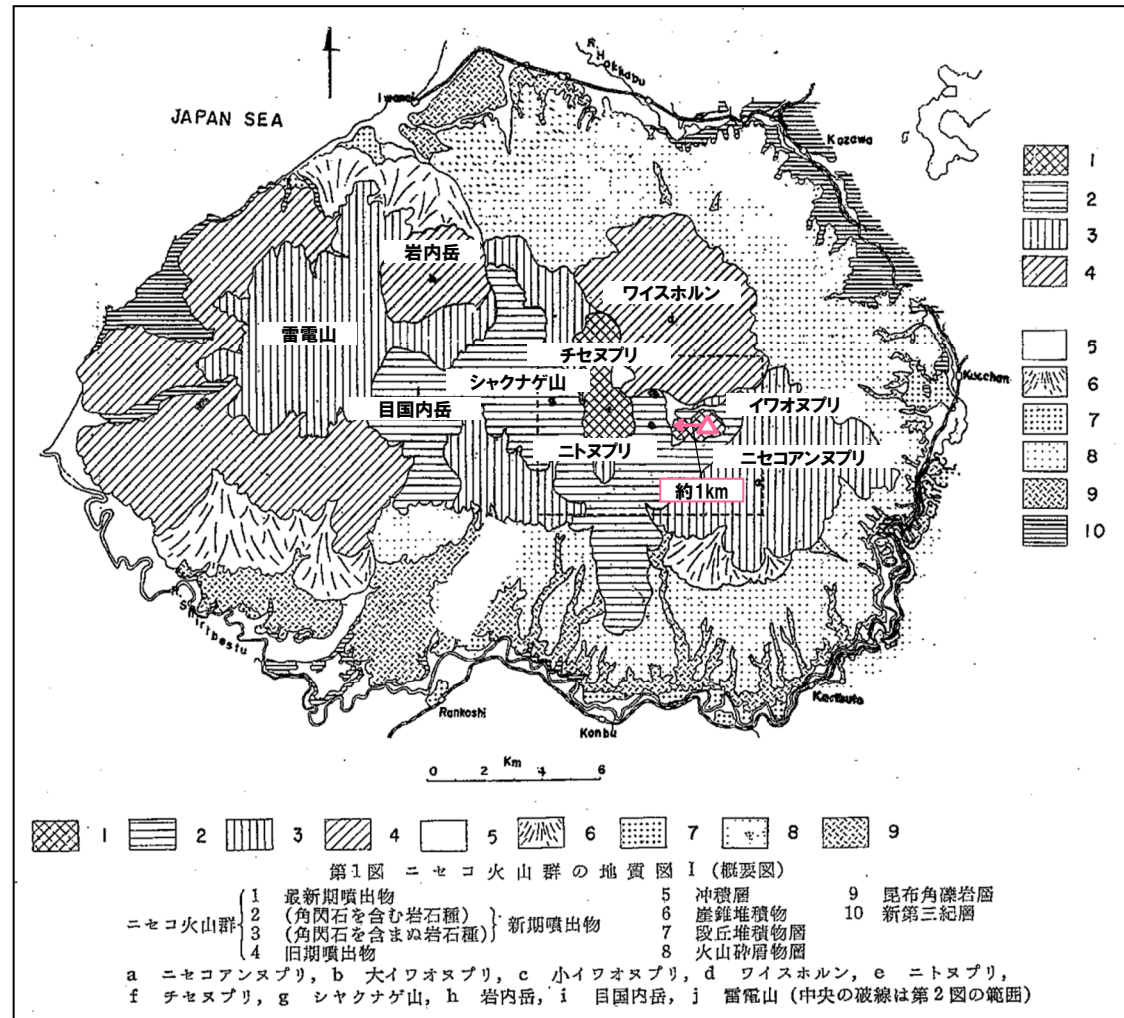 JAPAN SEA
Iwanai
R. Hokkabu
Kozawa
Kucchan
1
2
3
4
5
6
7
8
9
10
岩内岳
ワイスホルン
雷電山
チセヌプリ
シャクナゲ山
目国内岳
イワオヌプリ
ニトヌプリ
ニセコアンヌプリ
約1km
R. Shiribestu
Rankoshi
Konbu
Km
0 2 4 6
1 2 3 4 5 6 7 8 9
第1図 ニセコ火山群の地質図 I (概要図)
ニセコ火山群
1 最新期噴出物
2 (角閃石を含む岩石種)
3 (角閃石を含まぬ岩石種)
新期噴出物
4 旧期噴出物
5 冲積層
6 崖錐堆積物
7 段丘堆積物層
8 火山砕屑物層
9 昆布角礫岩層
10 新第三紀層
a ニセコアンヌプリ, b 大イワオヌプリ, c 小イワオヌプリ, d ワイスホルン, e ニトヌプリ,
f チセヌプリ, g シヤクナゲ山, h 岩内岳, i 目国内岳, j 雷電山 (中央の破線は第2図の範囲)